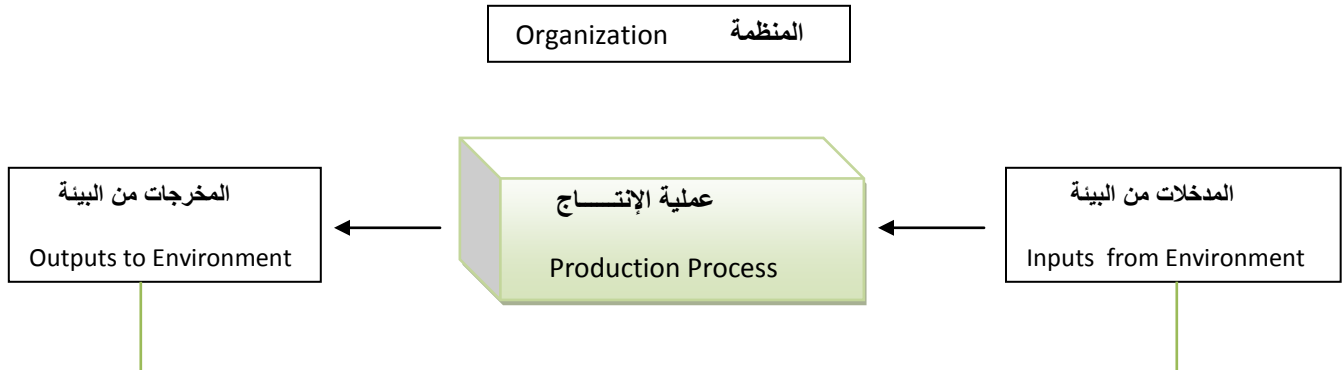 المنظمة Organization
المدخلات من البيئة
Inputs from Environment
عملية الإنتـــــاج
Production Process
المخرجات من البيئة
Outputs to Environment